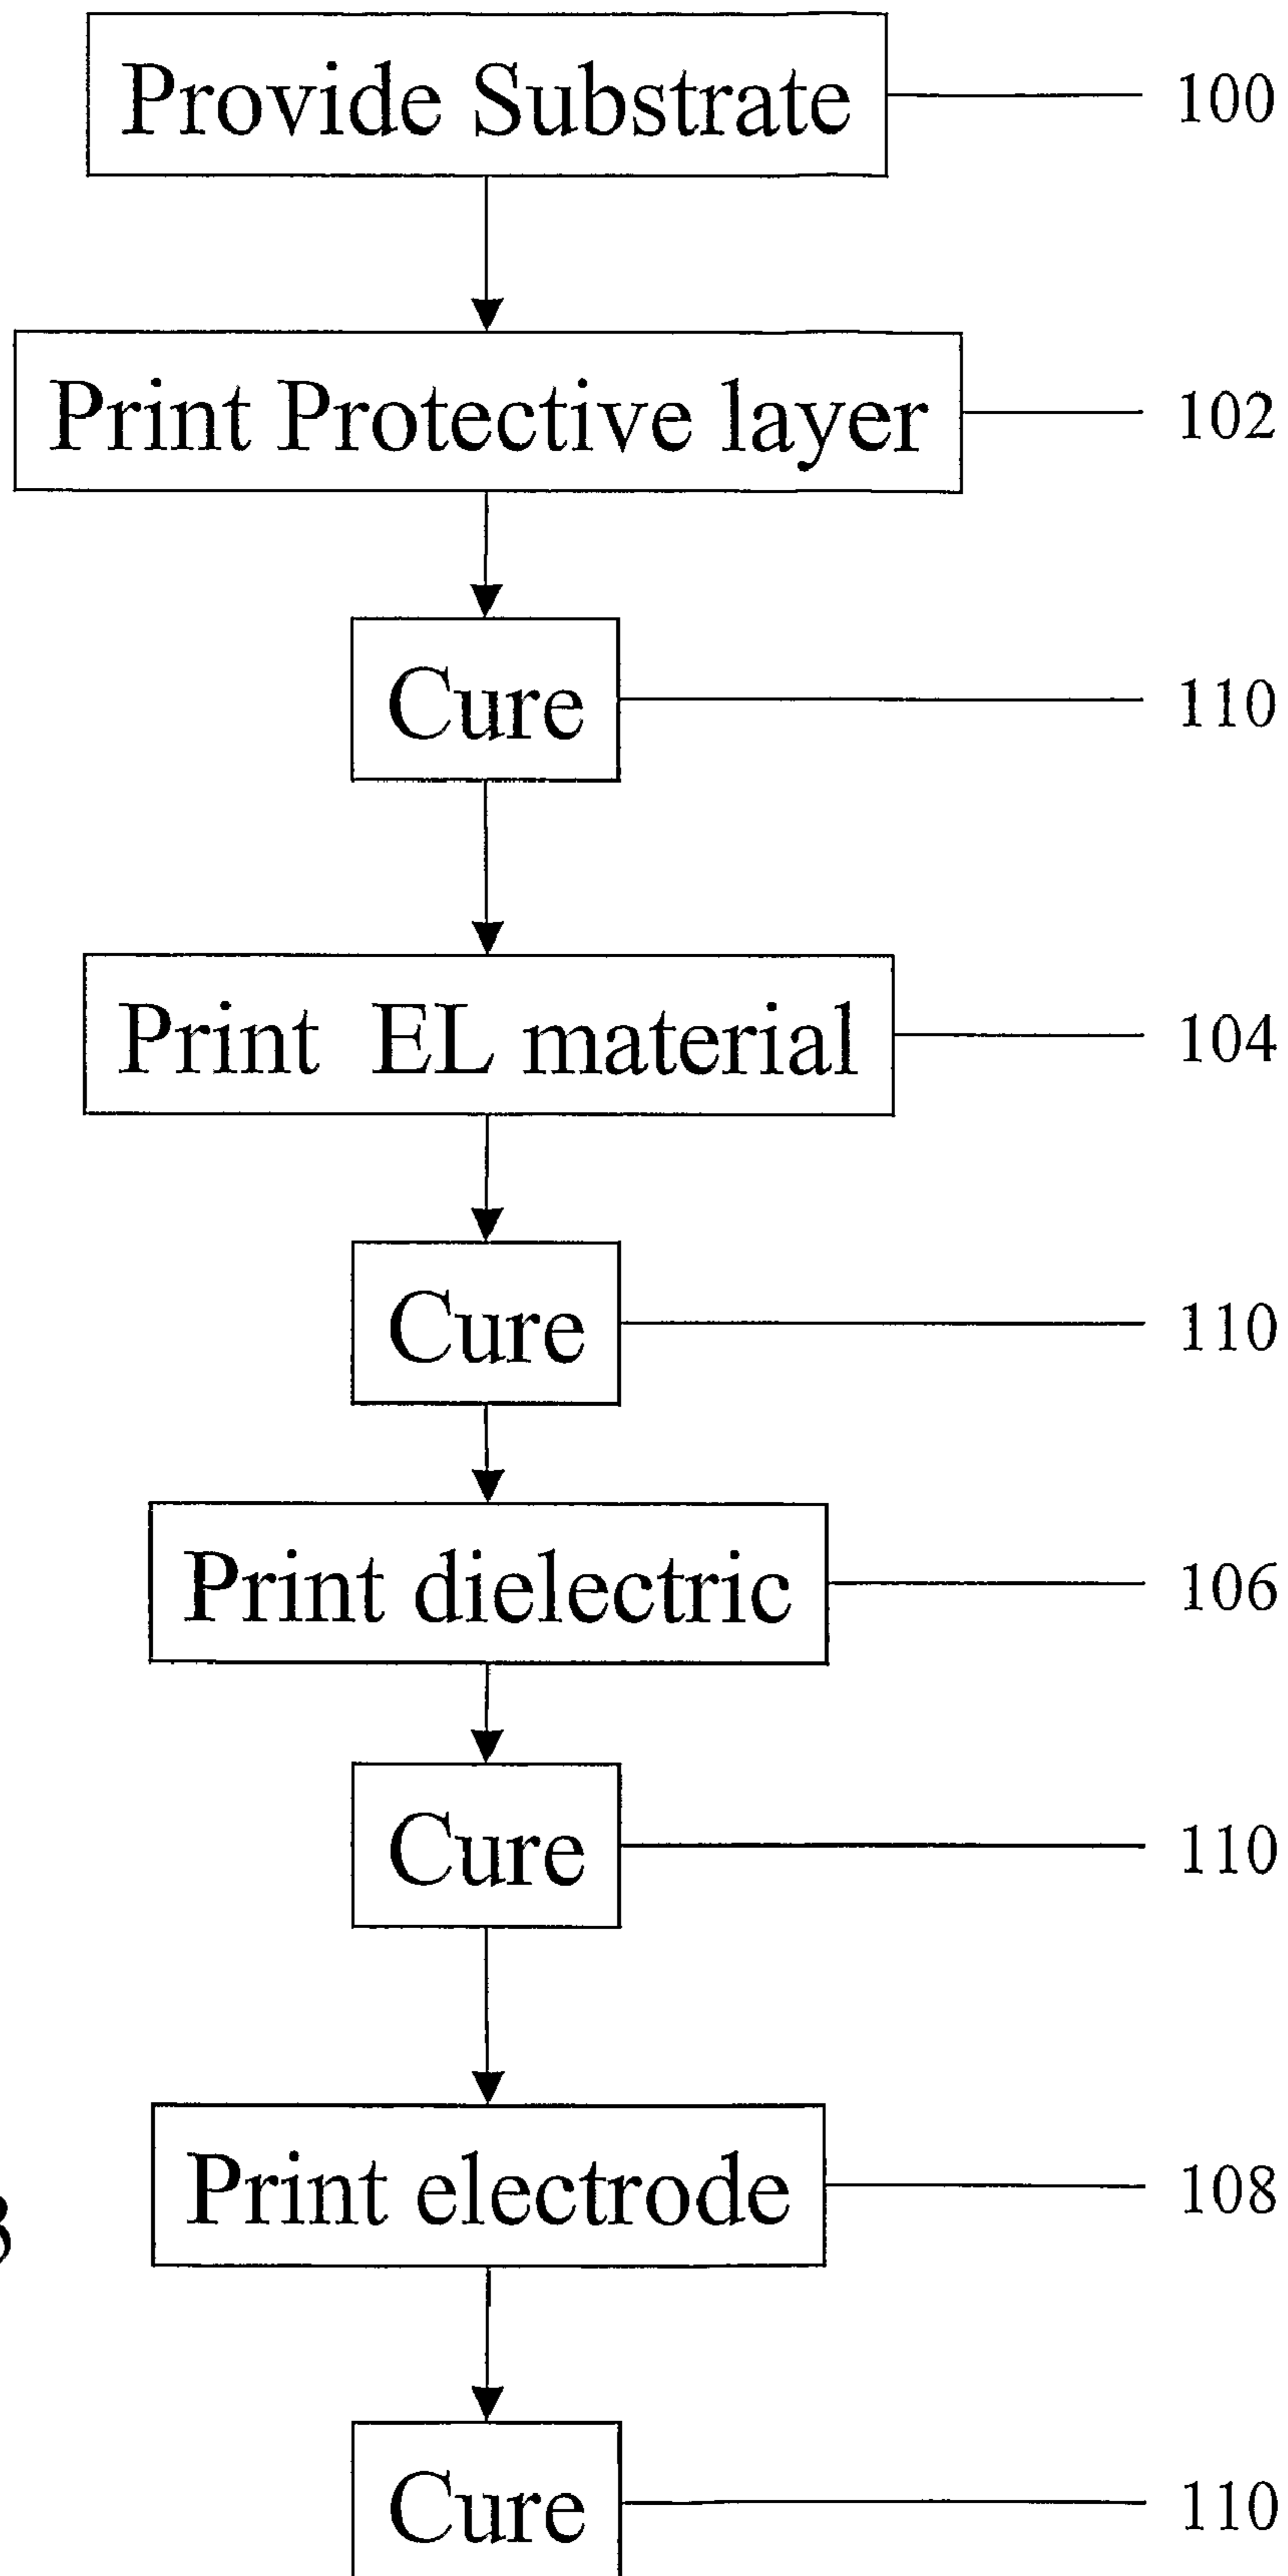 Provide Substrate 100
Print Protective layer 102
Cure 110
Print EL material 104
Cure 110
Print dielectric 106
Cure 110
Print electrode 108
Cure 110